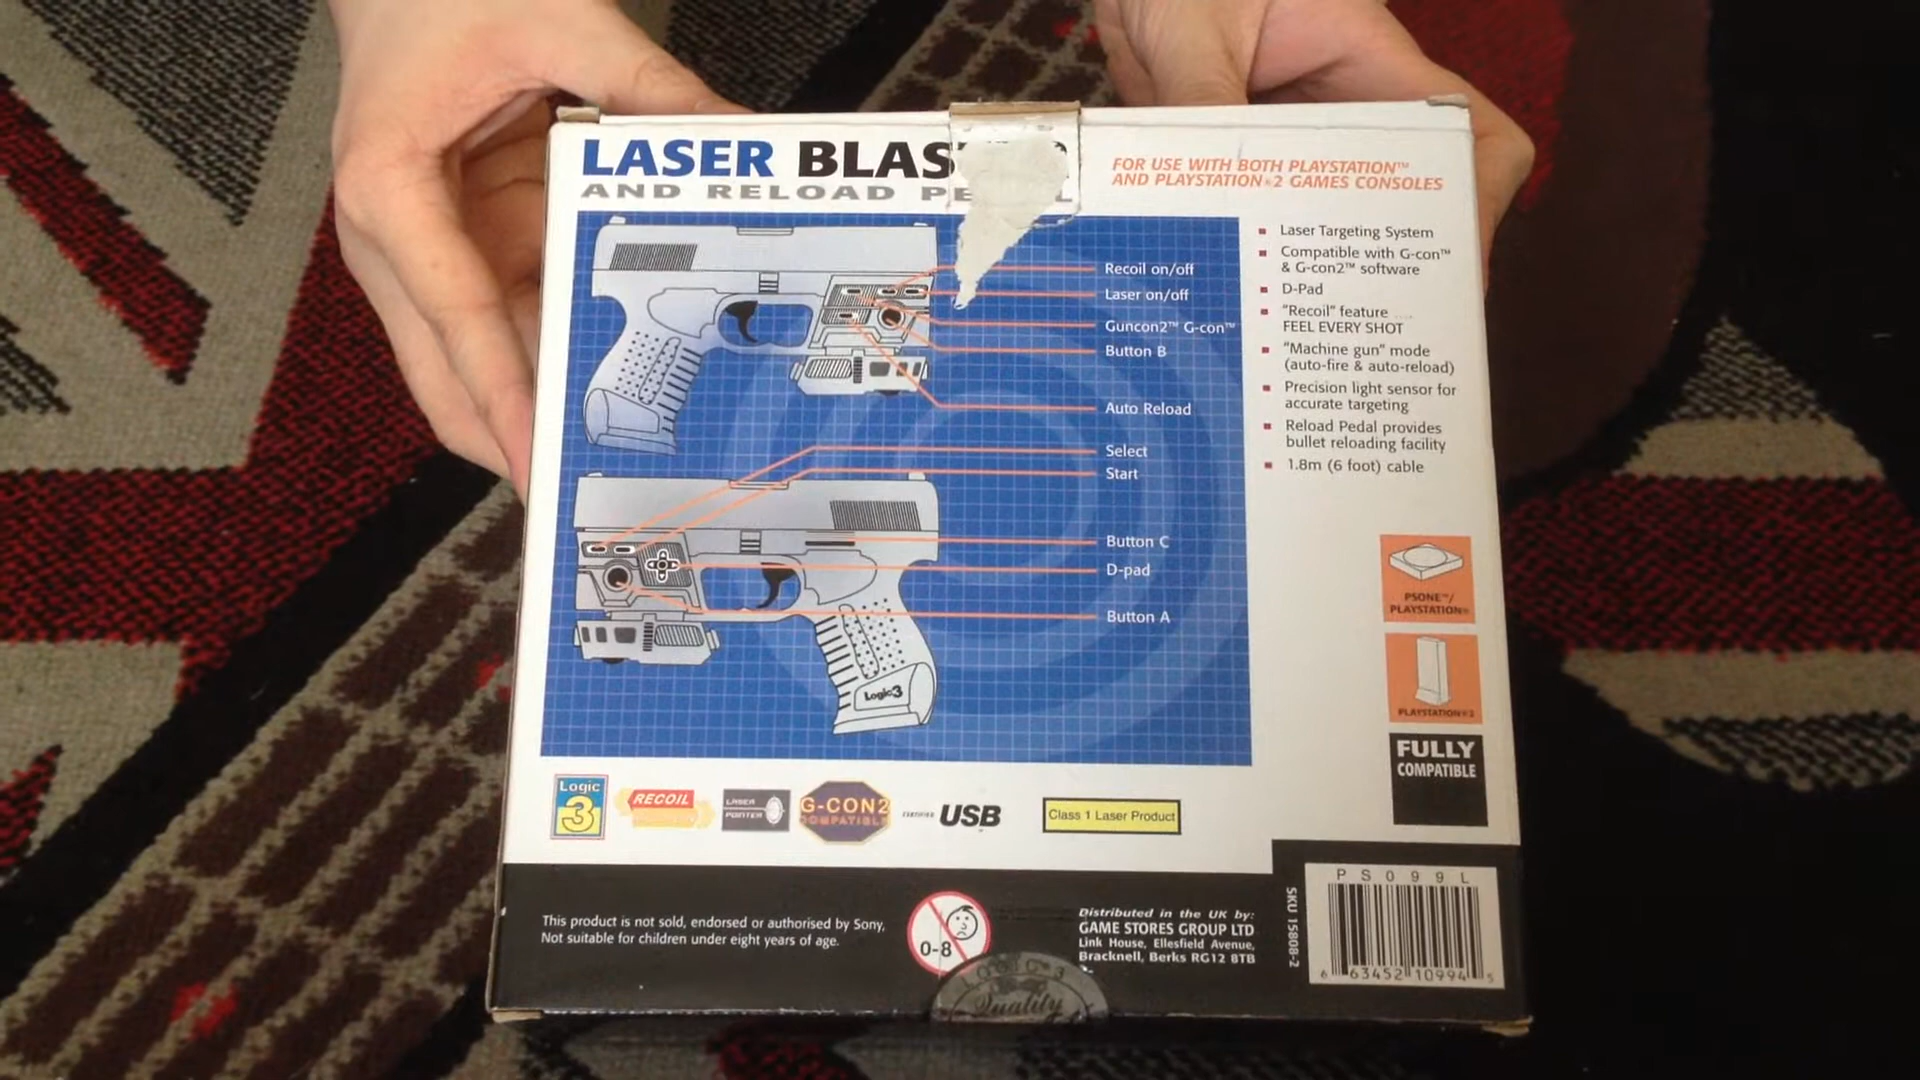 LASER BLAS
AND RELOAD PE L
FOR USE WITH BOTH PLAYSTATION™
AND PLAYSTATION®2 GAMES CONSOLES
Recoil on/off
Laser on/off
Guncon2™ G-con™
Button B
Auto Reload
Select
Start
Button C
D-pad
Button A
Logic3
Laser Targeting System
Compatible with G-con™
& G-con2™ software
D-Pad
"Recoil" feature ....
FEEL EVERY SHOT
"Machine gun" mode
(auto-fire & auto-reload)
Precision light sensor for
accurate targeting
Reload Pedal provides
bullet reloading facility
1.8m (6 foot) cable
PSONE™/
PLAYSTATION®
PLAYSTATION®2
FULLY
COMPATIBLE
Logic
3
RECOIL
LASER
POINTER
G-CON2
COMPATIBLE
CERTIFIED USB
Class 1 Laser Product
This product is not sold, endorsed or authorised by Sony,
Not suitable for children under eight years of age.
0-8
Quality
Distributed in the UK by:
GAME STORES GROUP LTD
Link House, Ellesfield Avenue,
Bracknell, Berks RG12 8TB
SKU 15808-2
PS099L
6 63452 10994 5